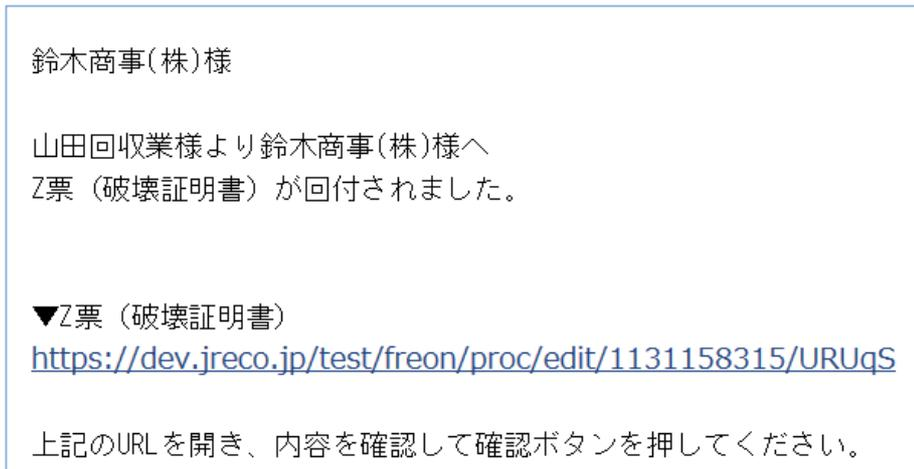 鈴木商事(株)様
山田回収業様より鈴木商事(株)様へ
Z票（破壊証明書）が回付されました。
▼Z票（破壊証明書）
https://dev.jreco.jp/test/freon/proc/edit/1131158315/URUqS
上記のURLを開き、内容を確認して確認ボタンを押してください。